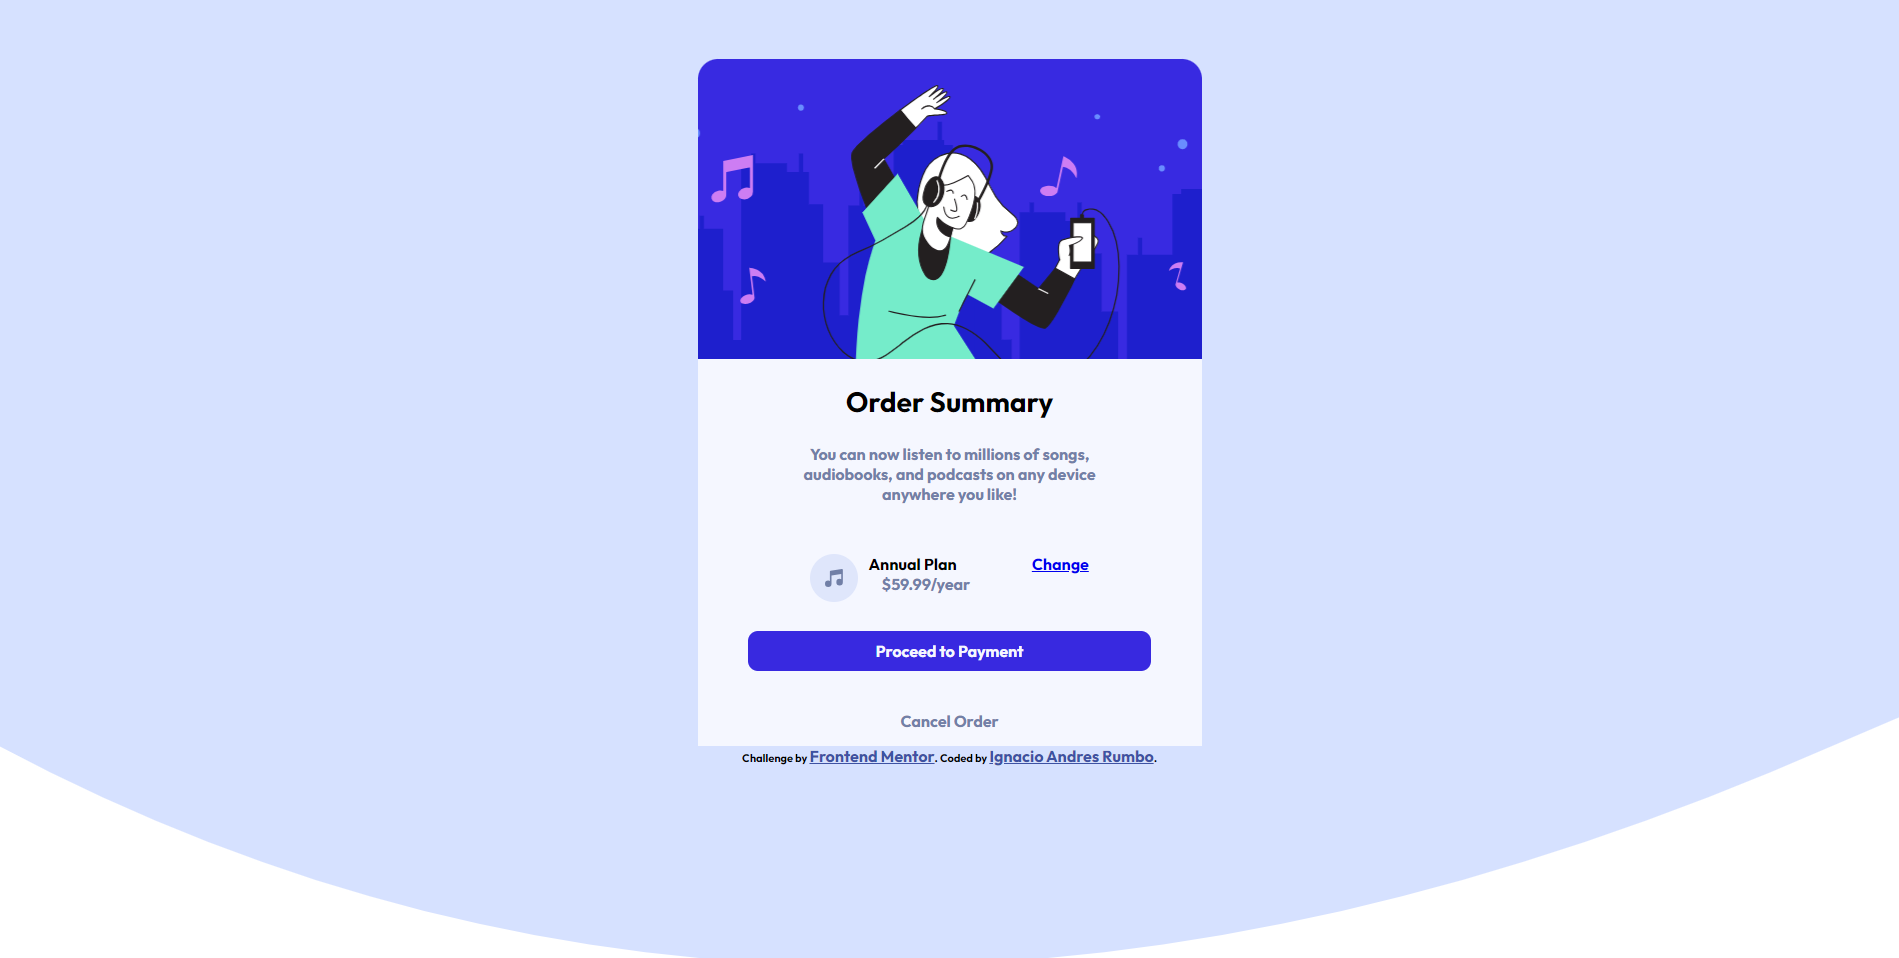 Order Summary
You can now listen to millions of songs,
audiobooks, and podcasts on any device
anywhere you like!
Annual Plan
Change
$59.99/year
Proceed to Payment
Cancel Order
Challenge by Frontend Mentor. Coded by Ignacio Andres Rumbo.